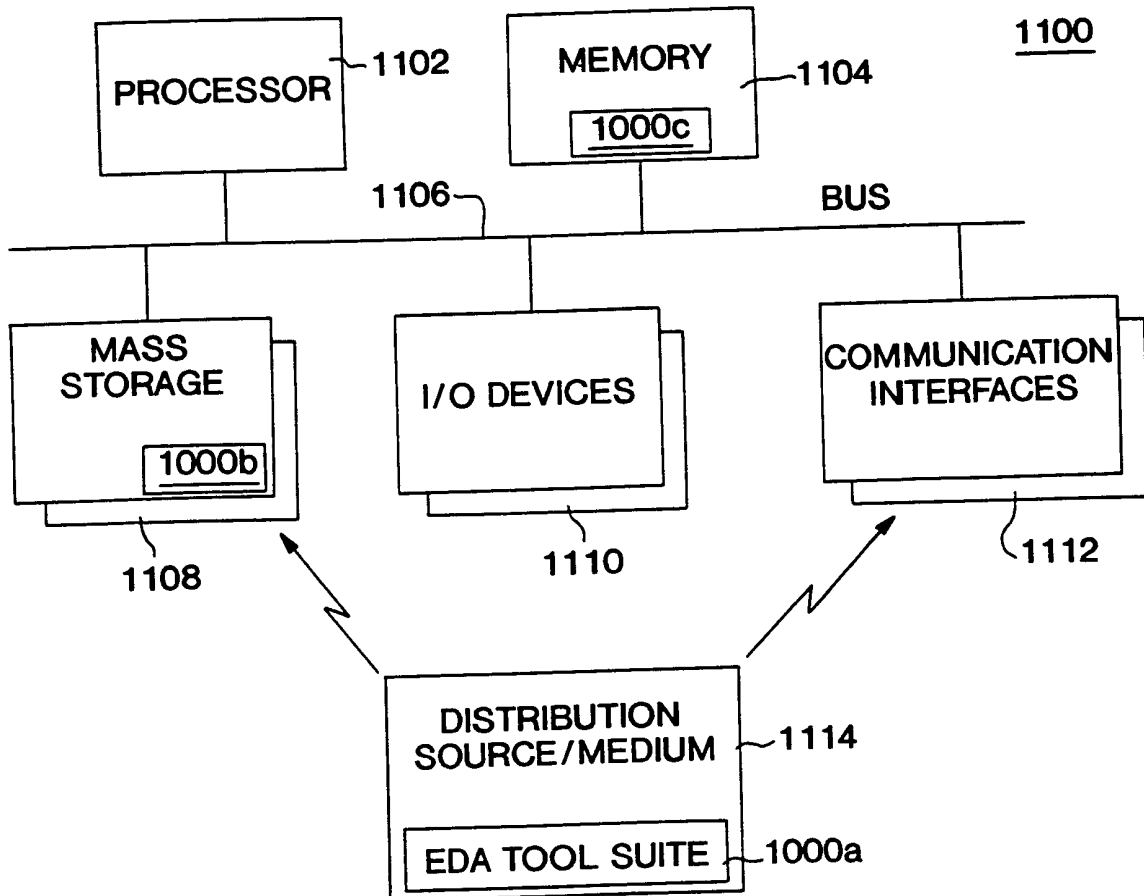 1100
PROCESSOR
1102
MEMORY
1000c
1104
1106
BUS
MASS
STORAGE
1000b
1108
I/O DEVICES
1110
COMMUNICATION
INTERFACES
1112
DISTRIBUTION
SOURCE/MEDIUM
1114
EDA TOOL SUITE
1000a